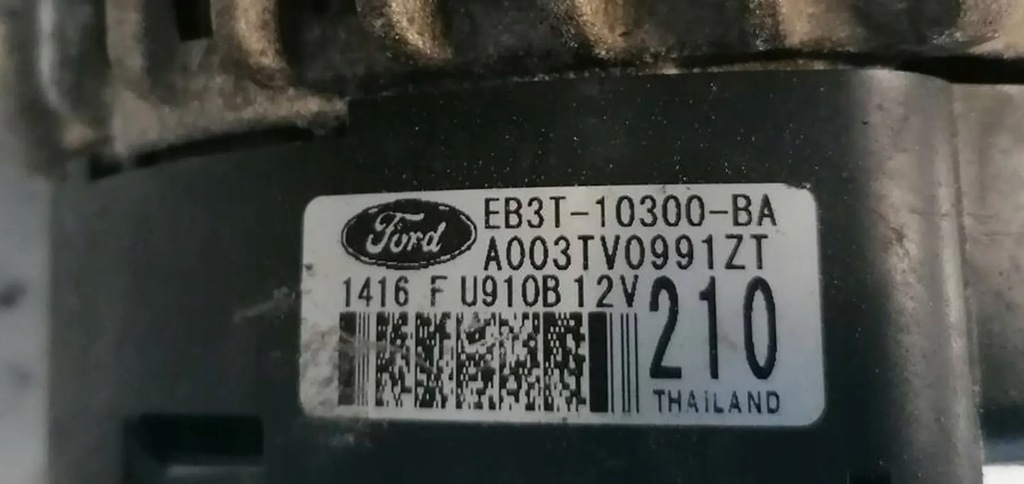 Ford
EB3T-10300-BA
A003TV0991ZT
1416 F U910B 12V
210
THAILAND